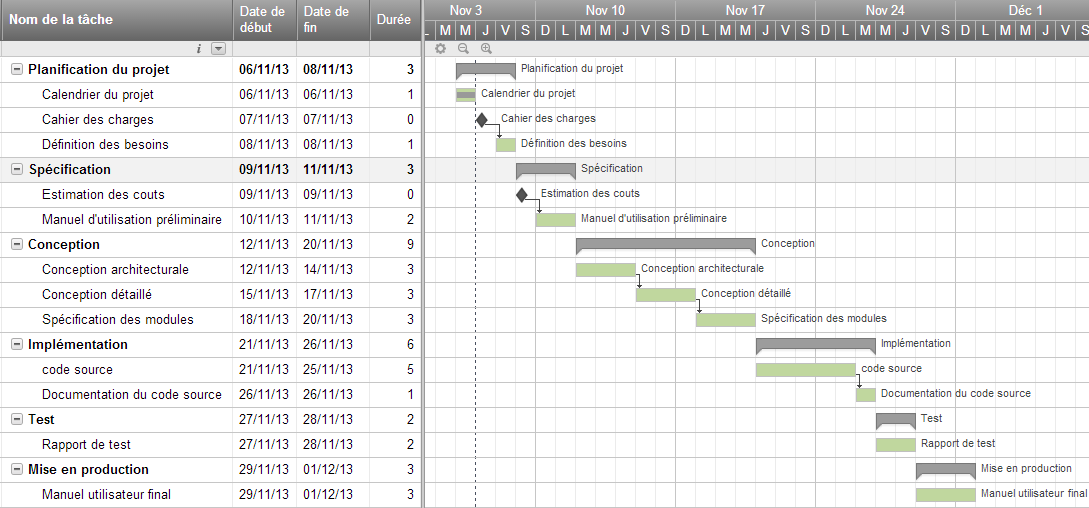 Nom de la tâche
Date de début
Date de fin
Durée
Nov 3 Nov 10 Nov 17 Nov 24 Déc 1
L M M J V S D L M M J V S D L M M J V S D L M M J V S D L M M J V S
i
Planification du projet 06/11/13 08/11/13 3 Planification du projet
Calendrier du projet 06/11/13 06/11/13 1 Calendrier du projet
Cahier des charges 07/11/13 07/11/13 0 Cahier des charges
Définition des besoins 08/11/13 08/11/13 1 Définition des besoins
Spécification 09/11/13 11/11/13 3 Spécification
Estimation des couts 09/11/13 09/11/13 0 Estimation des couts
Manuel d'utilisation préliminaire 10/11/13 11/11/13 2 Manuel d'utilisation préliminaire
Conception 12/11/13 20/11/13 9 Conception
Conception architecturale 12/11/13 14/11/13 3 Conception architecturale
Conception détaillé 15/11/13 17/11/13 3 Conception détaillé
Spécification des modules 18/11/13 20/11/13 3 Spécification des modules
Implémentation 21/11/13 26/11/13 6 Implémentation
code source 21/11/13 25/11/13 5 code source
Documentation du code source 26/11/13 26/11/13 1 Documentation du code source
Test 27/11/13 28/11/13 2 Test
Rapport de test 27/11/13 28/11/13 2 Rapport de test
Mise en production 29/11/13 01/12/13 3 Mise en production
Manuel utilisateur final 29/11/13 01/12/13 3 Manuel utilisateur final